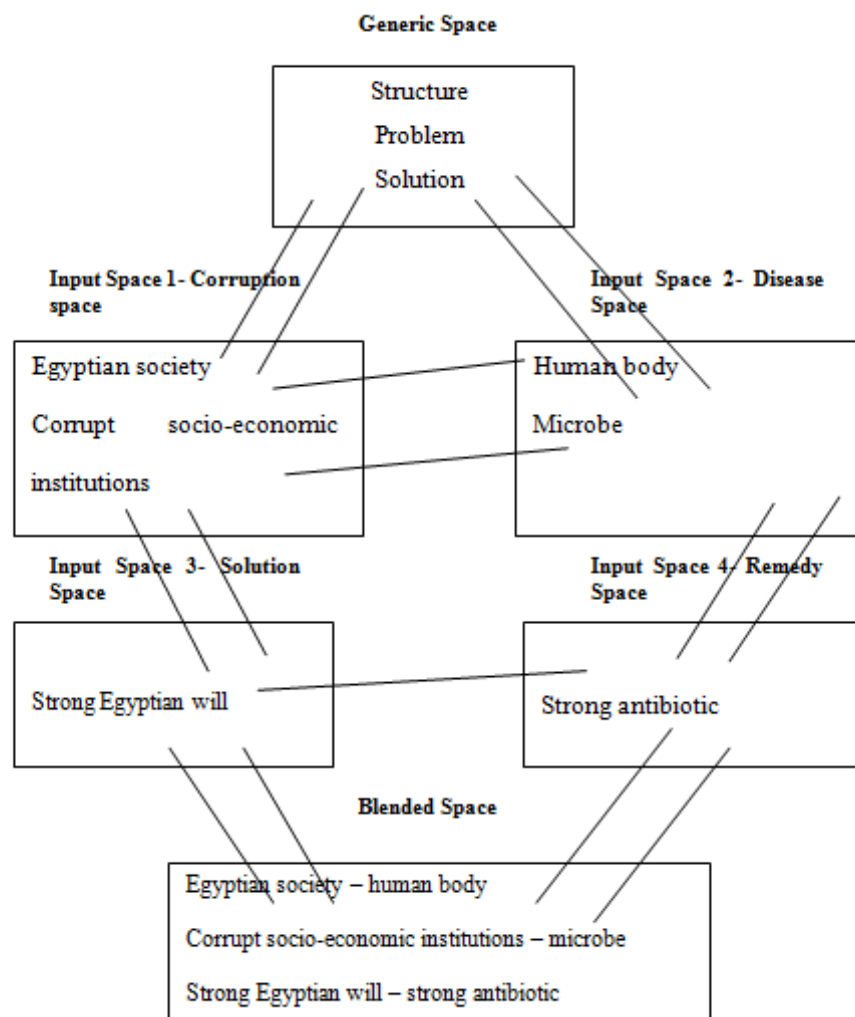 Generic Space
Structure
Problem
Solution
Input Space 1- Corruption
space
Input Space 2- Disease
Space
Egyptian society
Corrupt socio-economic
institutions
Human body
Microbe
Input Space 3- Solution
Space
Input Space 4- Remedy
Space
Strong Egyptian will
Strong antibiotic
Blended Space
Egyptian society – human body
Corrupt socio-economic institutions – microbe
Strong Egyptian will – strong antibiotic